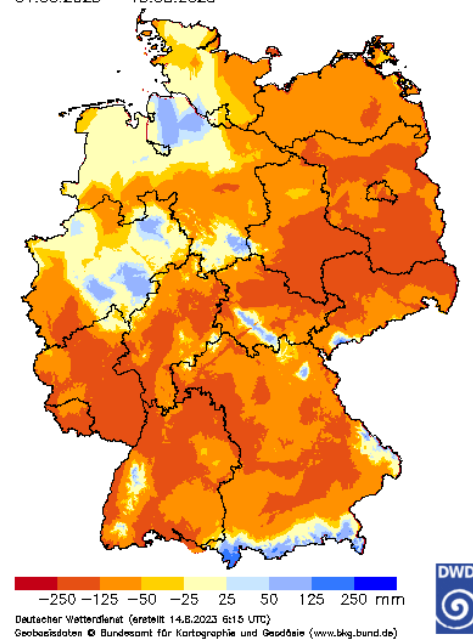 −250 −125 −50 −25 25 50 125 250 mm
Deutscher Wetterdienst (erstellt 14.8.2023 6:15 UTC)
Geobasisdaten © Bundesamt für Kartographie und Geodäsie (www.bkg.bund.de)
DWD